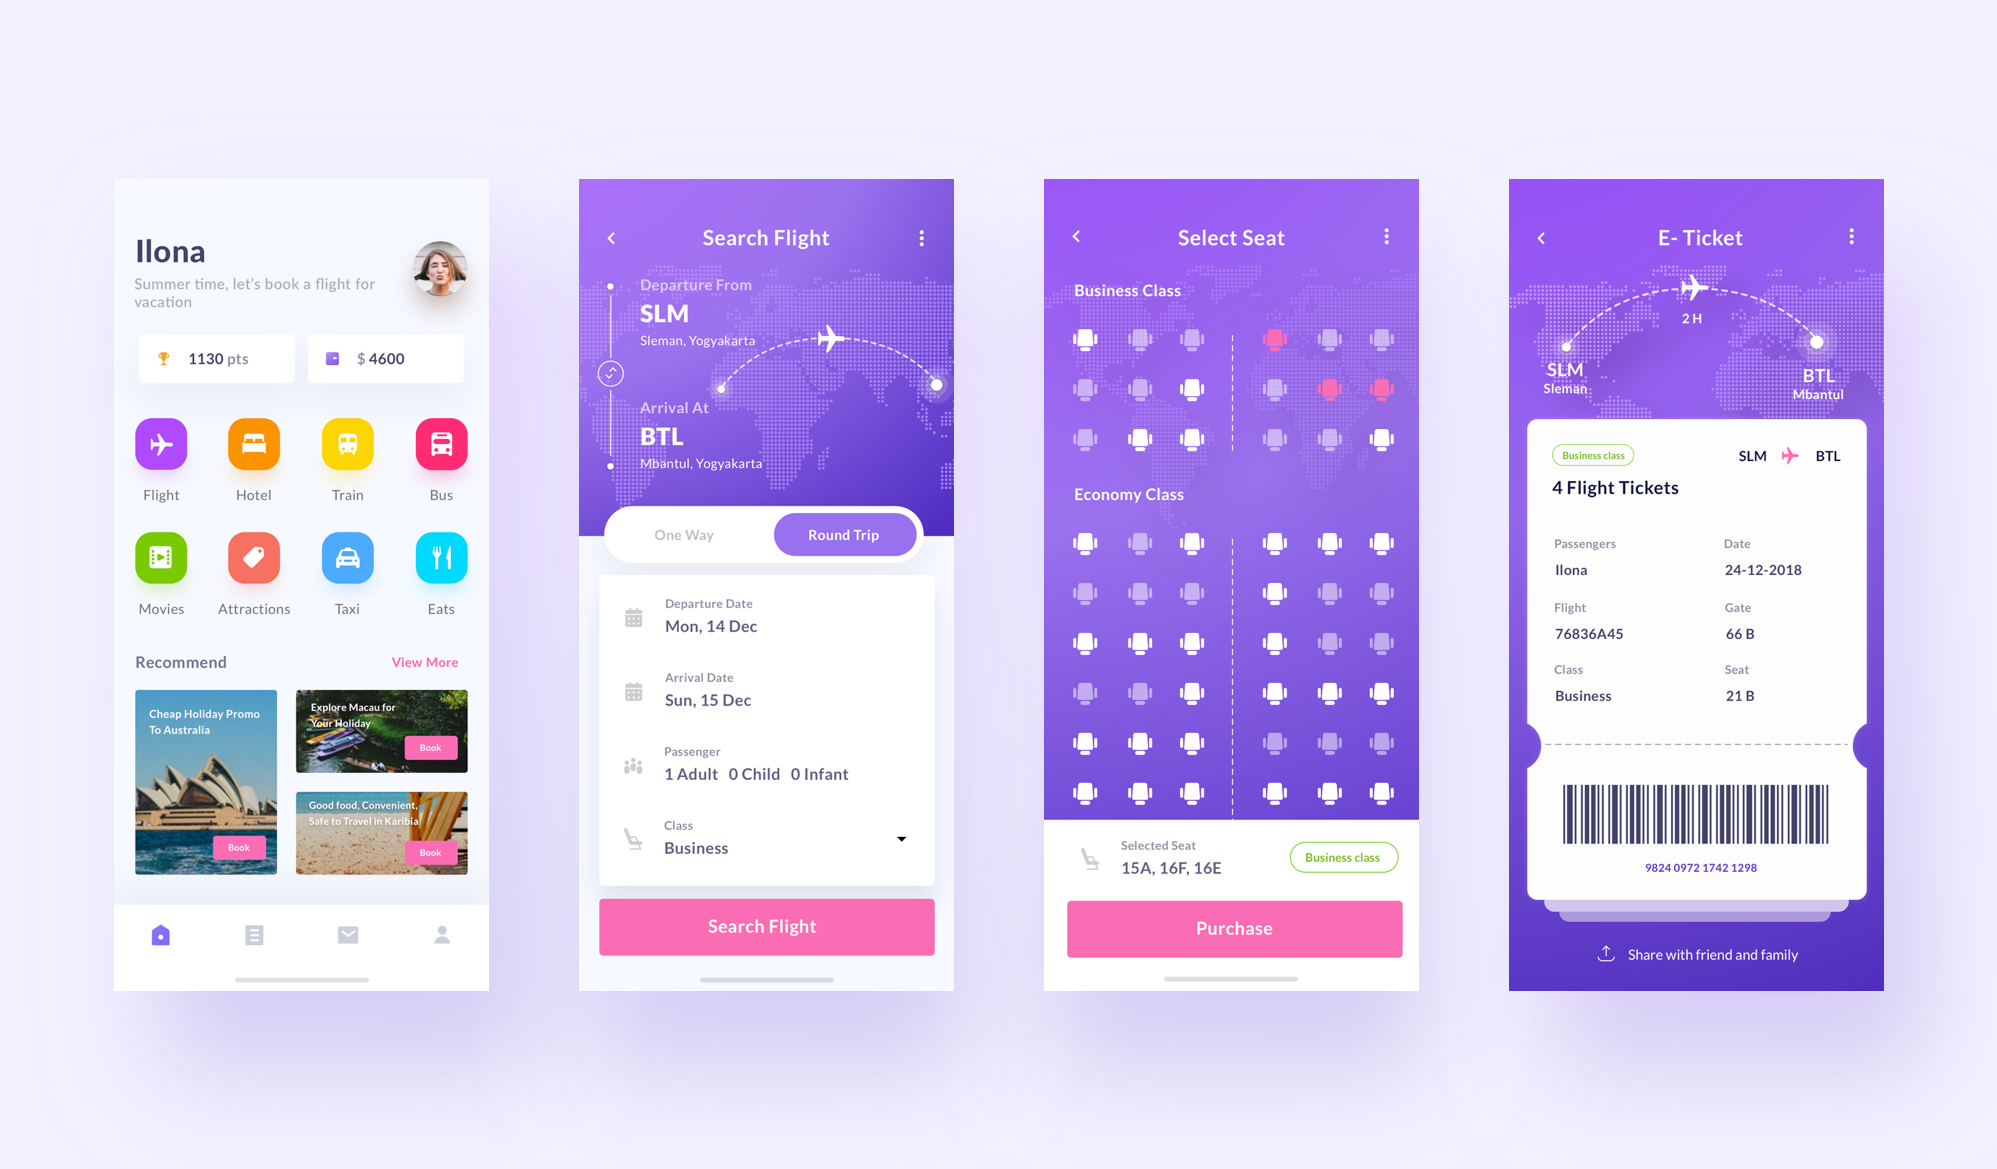 Ilona
Summer time, let's book a flight for
vacation
1130 pts
$ 4600
Flight
Hotel
Train
Bus
Movies
Attractions
Taxi
Eats
Recommend
View More
Cheap Holiday Promo
To Australia
Book
Explore Macau for
Your Holiday
Book
Good food, Convenient,
Safe to Travel in Karibia
Book
Search Flight
Departure From
SLM
Sleman, Yogyakarta
Arrival At
BTL
Mbantul, Yogyakarta
One Way
Round Trip
Departure Date
Mon, 14 Dec
Arrival Date
Sun, 15 Dec
Passenger
1 Adult 0 Child 0 Infant
Class
Business
Search Flight
Select Seat
Business Class
Economy Class
Selected Seat
15A, 16F, 16E
Business class
Purchase
E- Ticket
2 H
SLM
Sleman
BTL
Mbantul
Business class
SLM
BTL
4 Flight Tickets
Passengers
Date
Ilona
24-12-2018
Flight
Gate
76836A45
66 B
Class
Seat
Business
21 B
9824 0972 1742 1298
Share with friend and family